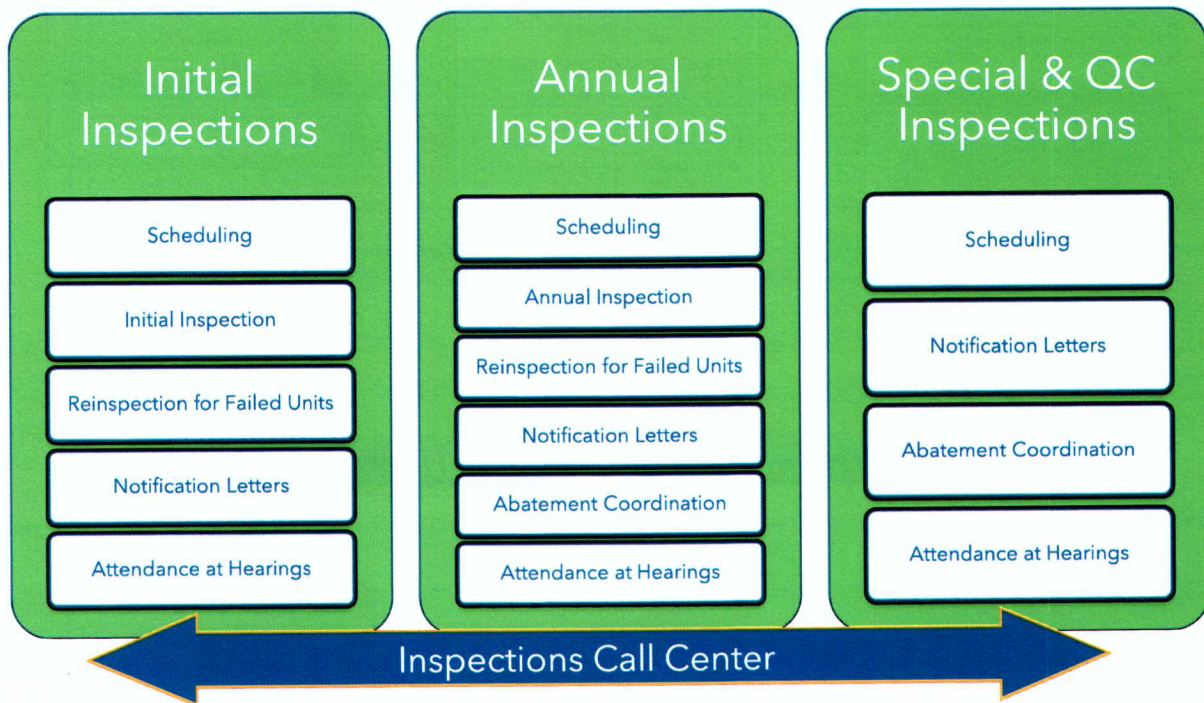 Initial
Inspections
Scheduling
Initial Inspection
Reinspection for Failed Units
Notification Letters
Attendance at Hearings
Annual
Inspections
Scheduling
Annual Inspection
Reinspection for Failed Units
Notification Letters
Abatement Coordination
Attendance at Hearings
Special & QC
Inspections
Scheduling
Notification Letters
Abatement Coordination
Attendance at Hearings
Inspections Call Center